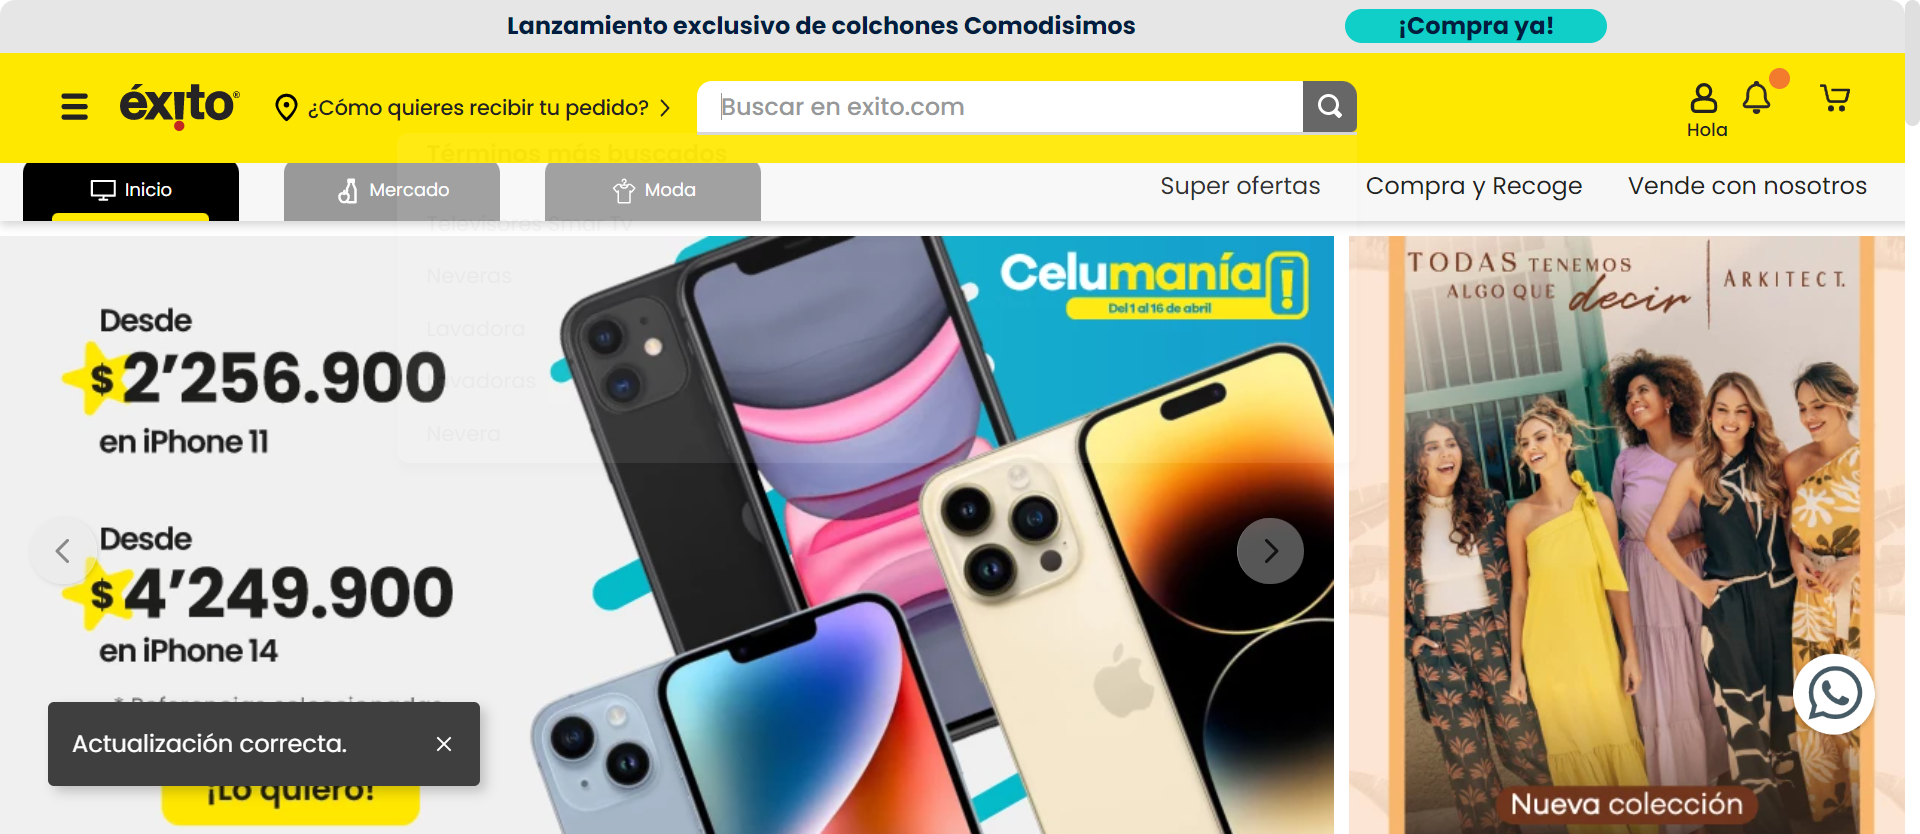 Lanzamiento exclusivo de colchones Comodisimos
¡Compra ya!
éxito®
¿Cómo quieres recibir tu pedido?
Buscar en exito.com
Hola
Términos más buscados
Inicio
Mercado
Moda
Super ofertas
Compra y Recoge
Vende con nosotros
Televisores Smar Tv
Neveras
Lavadora
Lavadoras
Nevera
Desde
$2'256.900
en iPhone 11
Desde
$4'249.900
en iPhone 14
* Referencias seleccionadas
¡Lo quiero!
Celumanía!
Del 1 al 16 de abril
TODAS TENEMOS
ALGO QUE decir
ARKITECT.
Nueva colección
Actualización correcta.